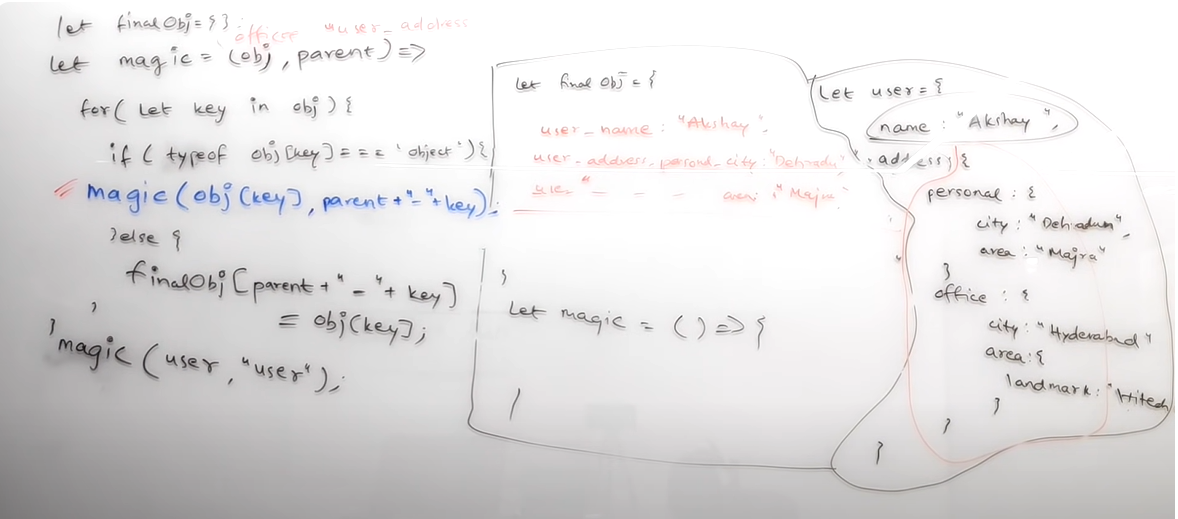 let finalObj = { } ;
office "user_address
Let magic = (obj, parent) =>
for( Let key in obj ) {
if ( typeof obj[key] === 'object' ) {
magic(obj[key], parent+"_"+key);
}else {
finalObj[parent +"_"+ key]
= obj[key];
}
}
magic (user, "user");
Let final Obj = {
user_name : "Akshay",
user_address_personal_city: "Dehradu"
user " - - - area : "Majra"
}
Let magic = ( ) => {
}
Let user = {
name : "Akshay",
address: {
personal : {
city : "Dehradun",
area : "Majra"
}
office : {
city : "Hyderabad"
area : {
landmark : "Hitech
}
}
}